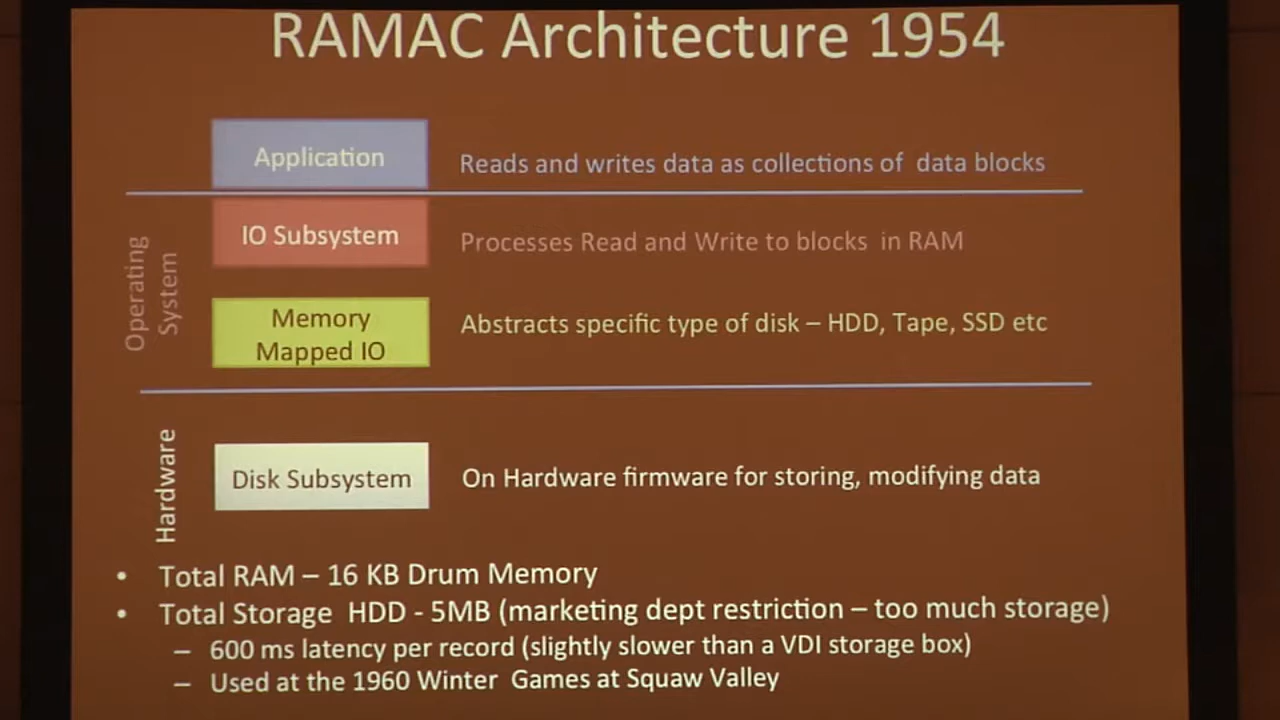 RAMAC Architecture 1954
Application
Reads and writes data as collections of data blocks
Operating
System
IO Subsystem
Processes Read and Write to blocks in RAM
Memory
Mapped IO
Abstracts specific type of disk – HDD, Tape, SSD etc
Hardware
Disk Subsystem
On Hardware firmware for storing, modifying data
• Total RAM – 16 KB Drum Memory
• Total Storage HDD - 5MB (marketing dept restriction – too much storage)
– 600 ms latency per record (slightly slower than a VDI storage box)
– Used at the 1960 Winter Games at Squaw Valley